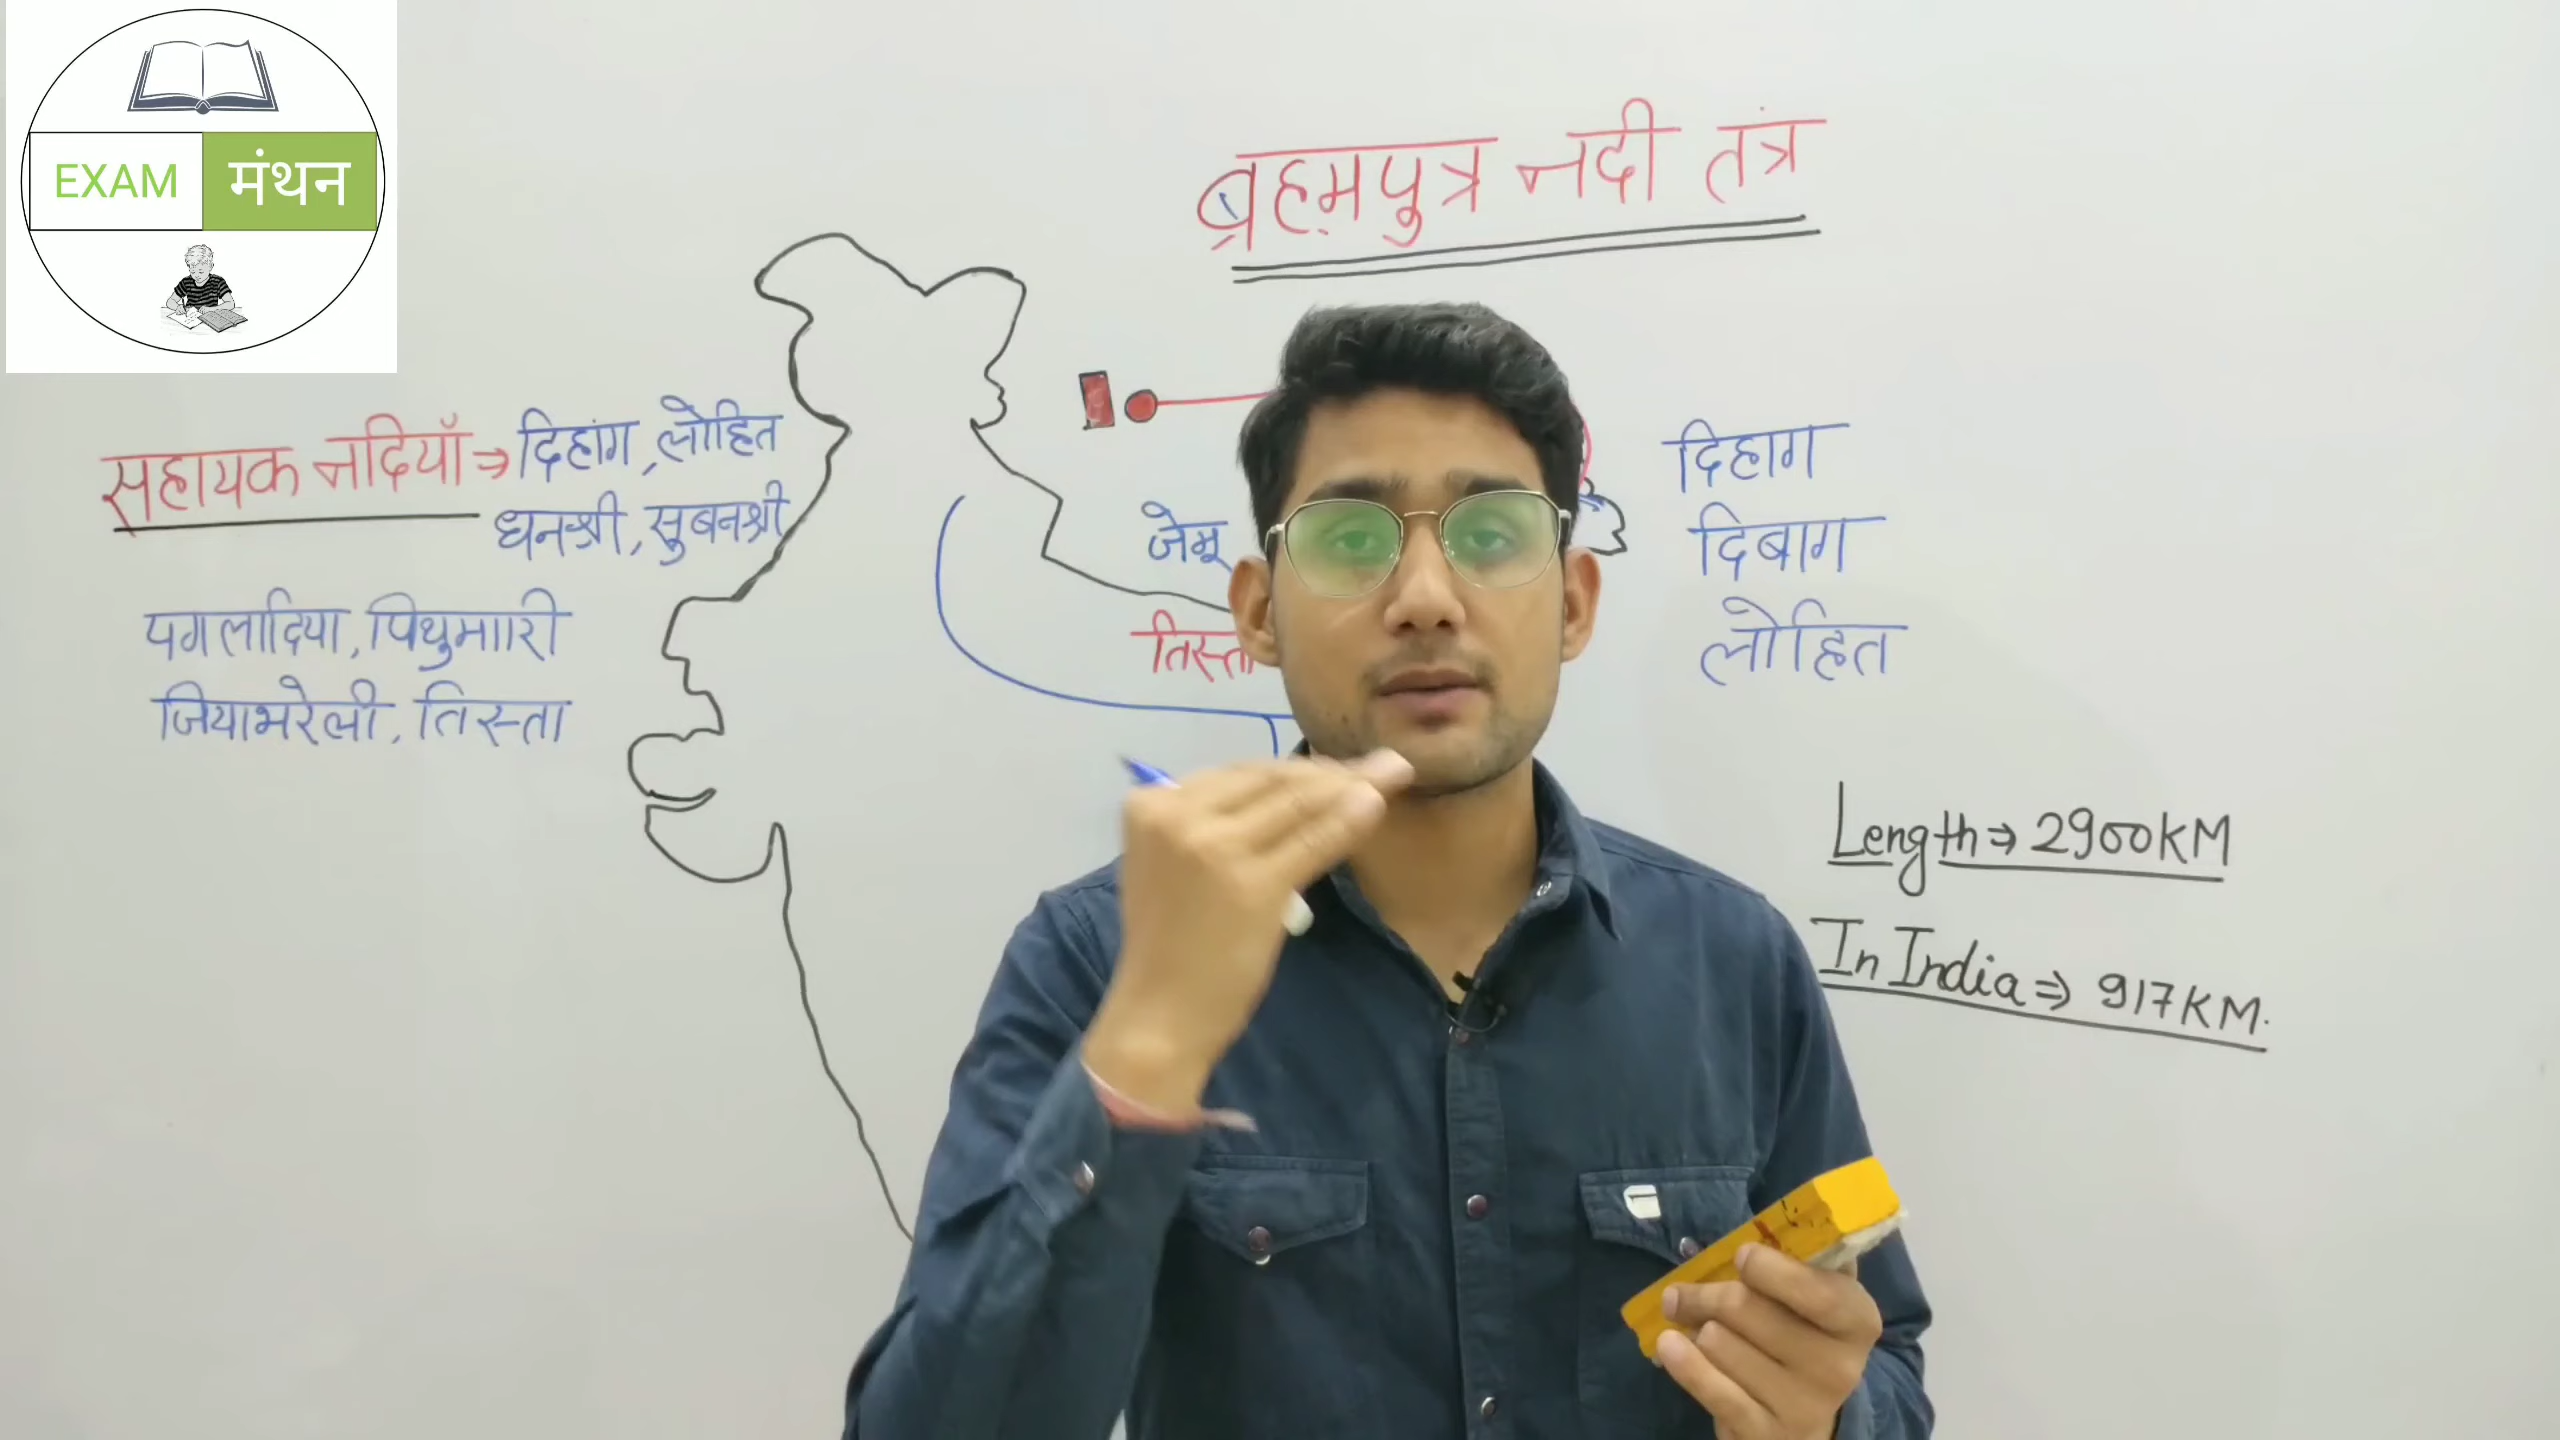 EXAM मंथन
ब्रह्मपुत्र नदी तंत्र
सहायक नदियाँ ⇒ दिहांग, लोहित
धनश्री, सुबनश्री
पगलादिया, पिथुमारी
जियाभरेली, तिस्ता
जेमू
तिस्ता
दिहाग
दिबाग
लोहित
Length ⇒ 2900KM
In India ⇒ 917KM.